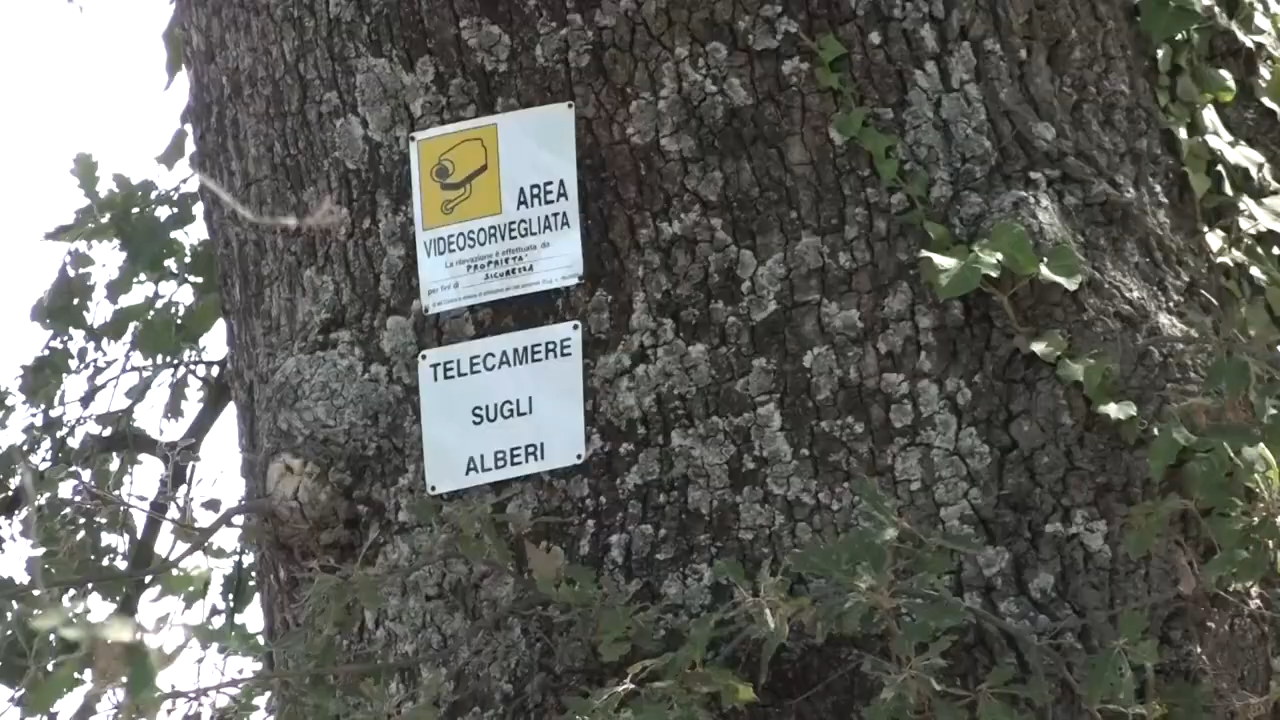 AREA
VIDEOSORVEGLIATA
La rilevazione è effettuata da
PROPRIETA'
per fini di SICUREZZA
TELECAMERE
SUGLI
ALBERI